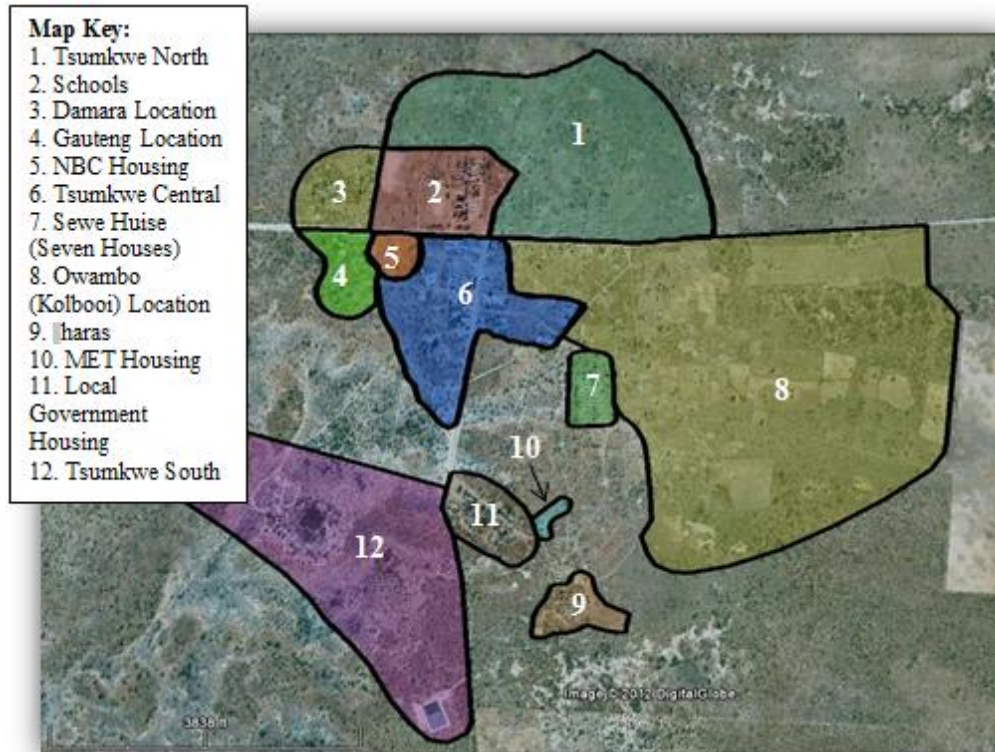 Map Key:
1. Tsumkwe North
2. Schools
3. Damara Location
4. Gauteng Location
5. NBC Housing
6. Tsumkwe Central
7. Sewe Huise
(Seven Houses)
8. Owambo
(Kolbooi) Location
9. ǁharas
10. MET Housing
11. Local
Government
Housing
12. Tsumkwe South
1
2
3
4
5
6
7
8
10
11
12
9
Image © 2012 DigitalGlobe
3838 ft